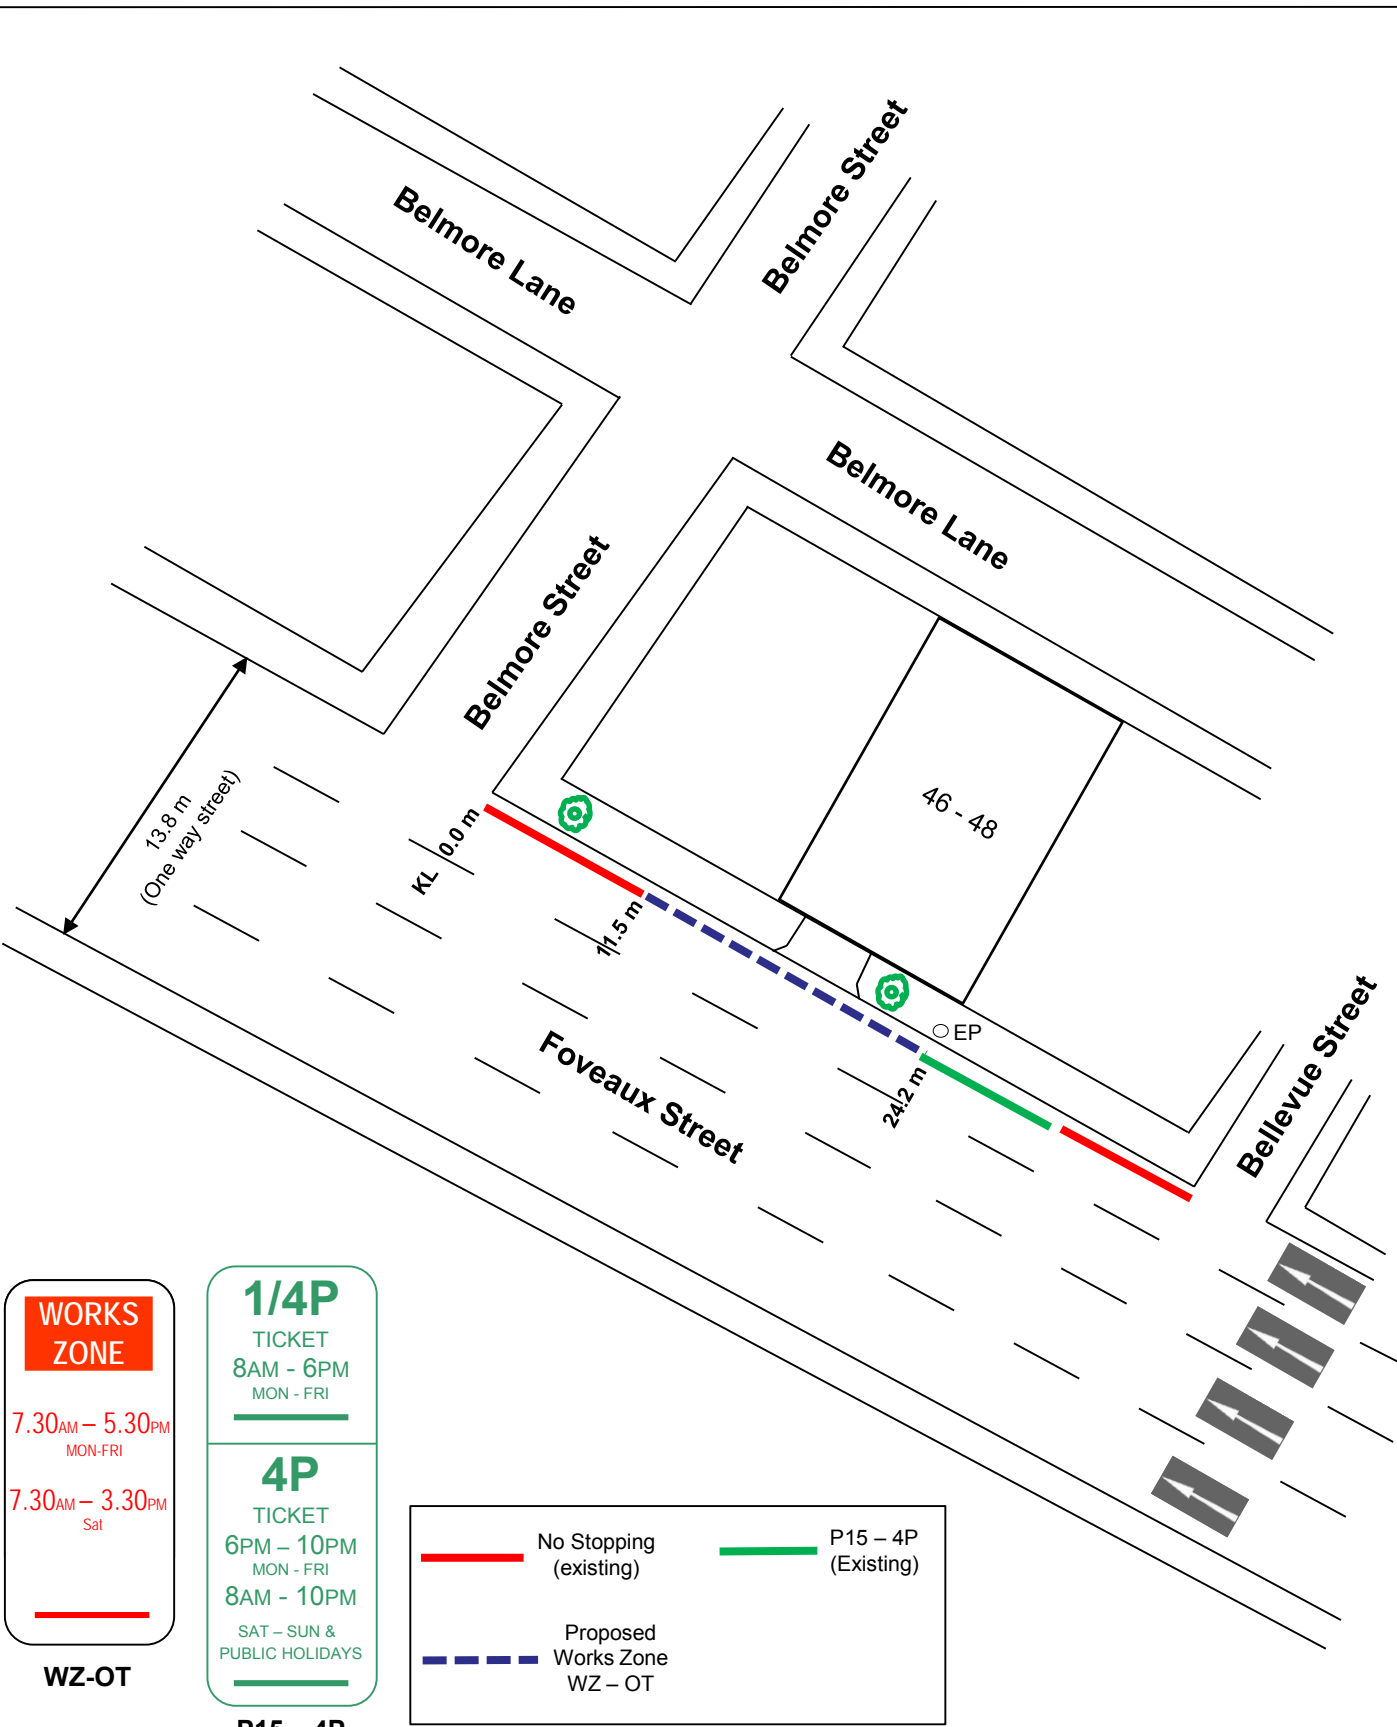 Belmore Street
Belmore Lane
Belmore Lane
Belmore Street
13.8 m
(One way street)
KL 0.0 m
11.5 m
24.2 m
46 - 48
EP
Foveaux Street
Bellevue Street
WORKS
ZONE
7.30AM – 5.30PM
MON-FRI
7.30AM – 3.30PM
Sat
WZ-OT
1/4P
TICKET
8AM - 6PM
MON - FRI
4P
TICKET
6PM – 10PM
MON - FRI
8AM - 10PM
SAT – SUN &
PUBLIC HOLIDAYS
P15 – 4P
No Stopping
(existing)
P15 – 4P
(Existing)
Proposed
Works Zone
WZ – OT